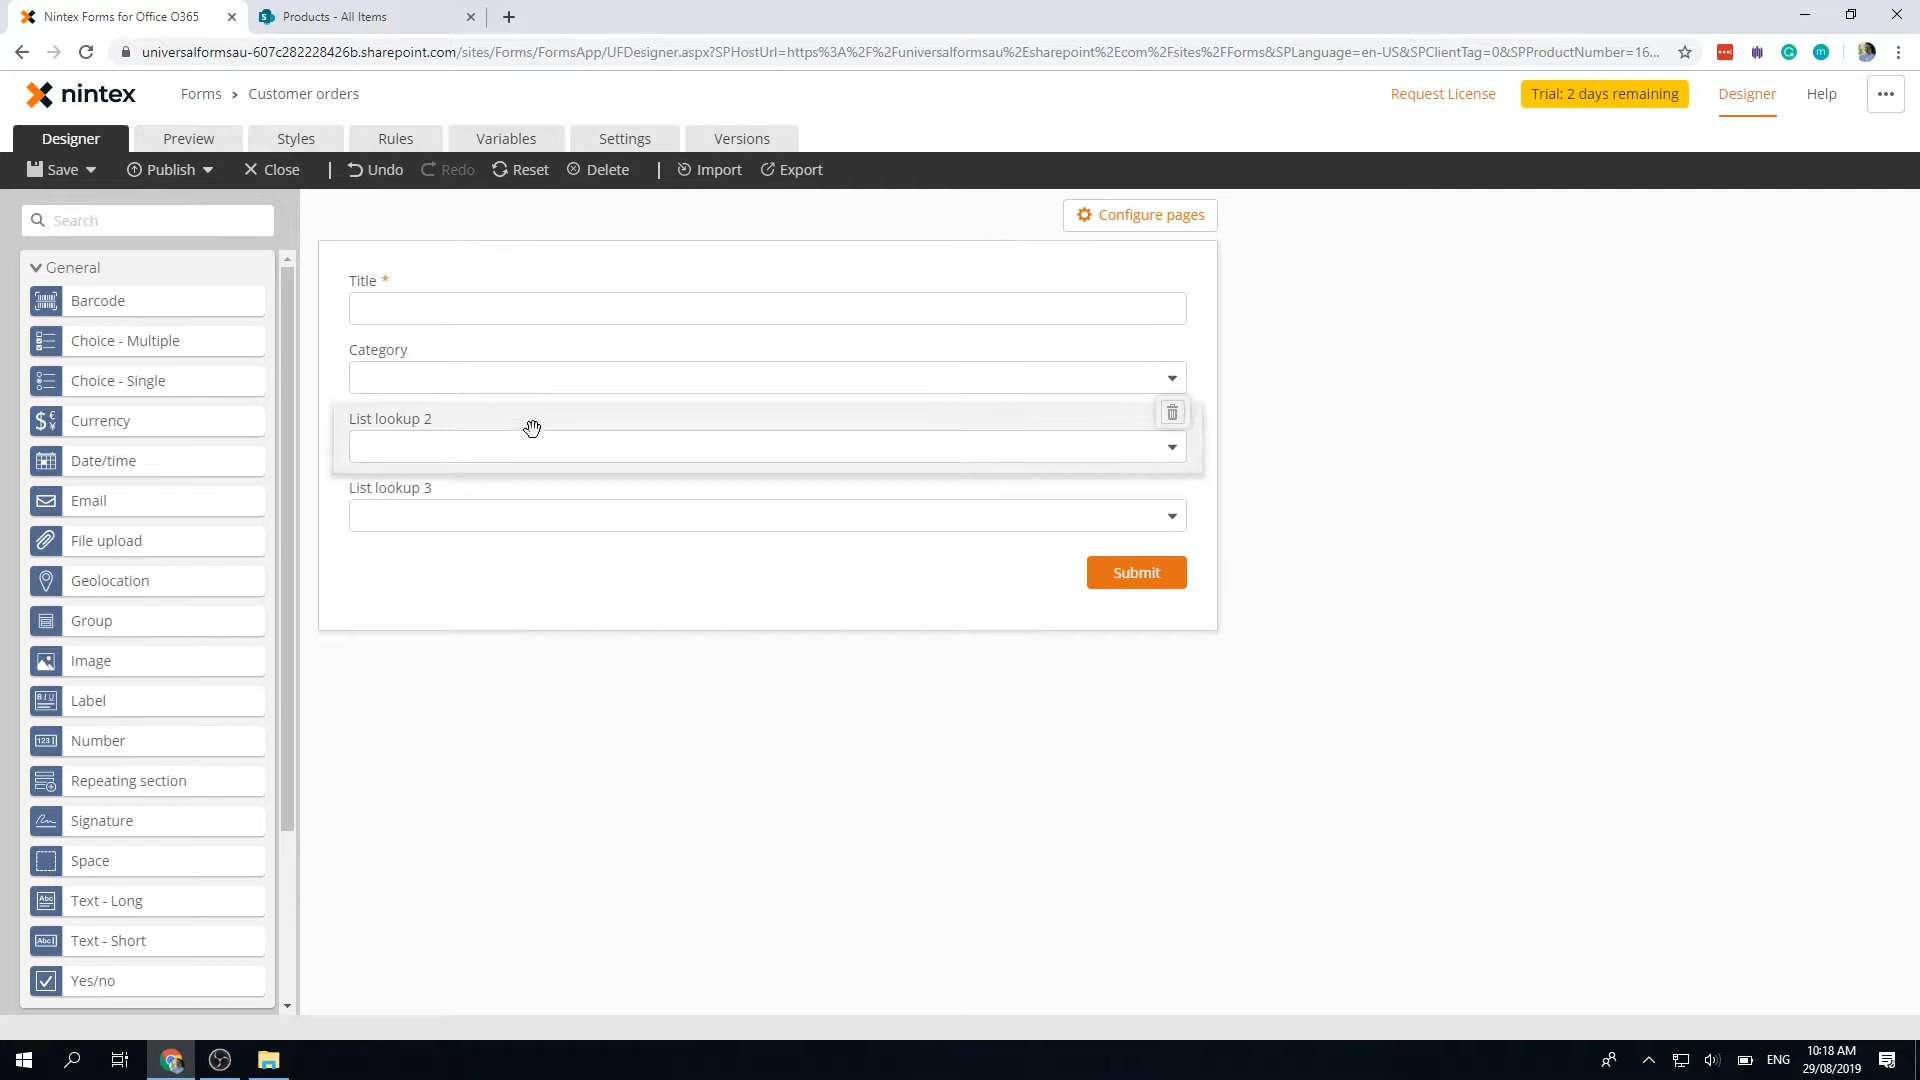 Nintex Forms for Office O365
Products - All Items
universalformsau-607c282228426b.sharepoint.com/sites/Forms/FormsApp/UFDesigner.aspx?SPHostUrl=https%3A%2F%2Funiversalformsau%2Esharepoint%2Ecom%2Fsites%2FForms&SPLanguage=en-US&SPClientTag=0&SPProductNumber=16...
nintex
Forms > Customer orders
Request License
Trial: 2 days remaining
Designer
Help
Designer
Preview
Styles
Rules
Variables
Settings
Versions
Save
Publish
Close
Undo
Redo
Reset
Delete
Import
Export
Search
Configure pages
General
Barcode
Choice - Multiple
Choice - Single
Currency
Date/time
Email
File upload
Geolocation
Group
Image
Label
Number
Repeating section
Signature
Space
Text - Long
Text - Short
Yes/no
Title *
Category
List lookup 2
List lookup 3
Submit
ENG
10:18 AM
29/08/2019